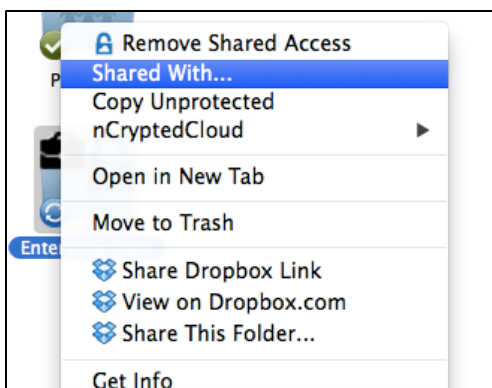 Remove Shared Access
P
Shared With...
Copy Unprotected
nCryptedCloud
Open in New Tab
Move to Trash
Enter
Share Dropbox Link
View on Dropbox.com
Share This Folder...
Get Info